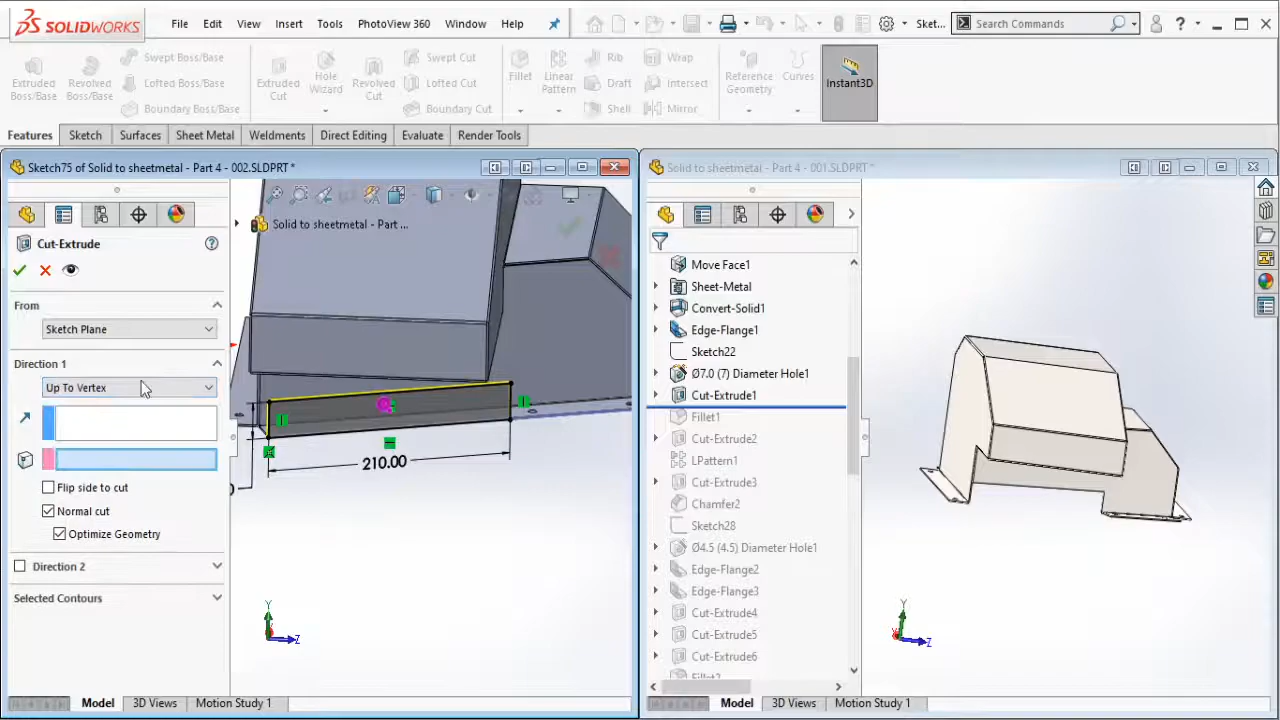 SOLIDWORKS
File Edit View Insert Tools PhotoView 360 Window Help
Sket...
Search Commands
?
Extruded Boss/Base
Revolved Boss/Base
Swept Boss/Base
Lofted Boss/Base
Boundary Boss/Base
Extruded Cut
Hole Wizard
Revolved Cut
Swept Cut
Lofted Cut
Boundary Cut
Fillet
Linear Pattern
Rib
Draft
Shell
Wrap
Intersect
Mirror
Reference Geometry
Curves
Instant3D
Features Sketch Surfaces Sheet Metal Weldments Direct Editing Evaluate Render Tools
Sketch75 of Solid to sheetmetal - Part 4 - 002.SLDPRT *
Solid to sheetmetal - Part ...
Cut-Extrude
?
From
Sketch Plane
Direction 1
Up To Vertex
Flip side to cut
Normal cut
Optimize Geometry
Direction 2
Selected Contours
210.00
Y
Z
Model 3D Views Motion Study 1
Solid to sheetmetal - Part 4 - 001.SLDPRT *
Move Face1
Sheet-Metal
Convert-Solid1
Edge-Flange1
Sketch22
Ø7.0 (7) Diameter Hole1
Cut-Extrude1
Fillet1
Cut-Extrude2
LPattern1
Cut-Extrude3
Chamfer2
Sketch28
Ø4.5 (4.5) Diameter Hole1
Edge-Flange2
Edge-Flange3
Cut-Extrude4
Cut-Extrude5
Cut-Extrude6
Y
Z
Model 3D Views Motion Study 1